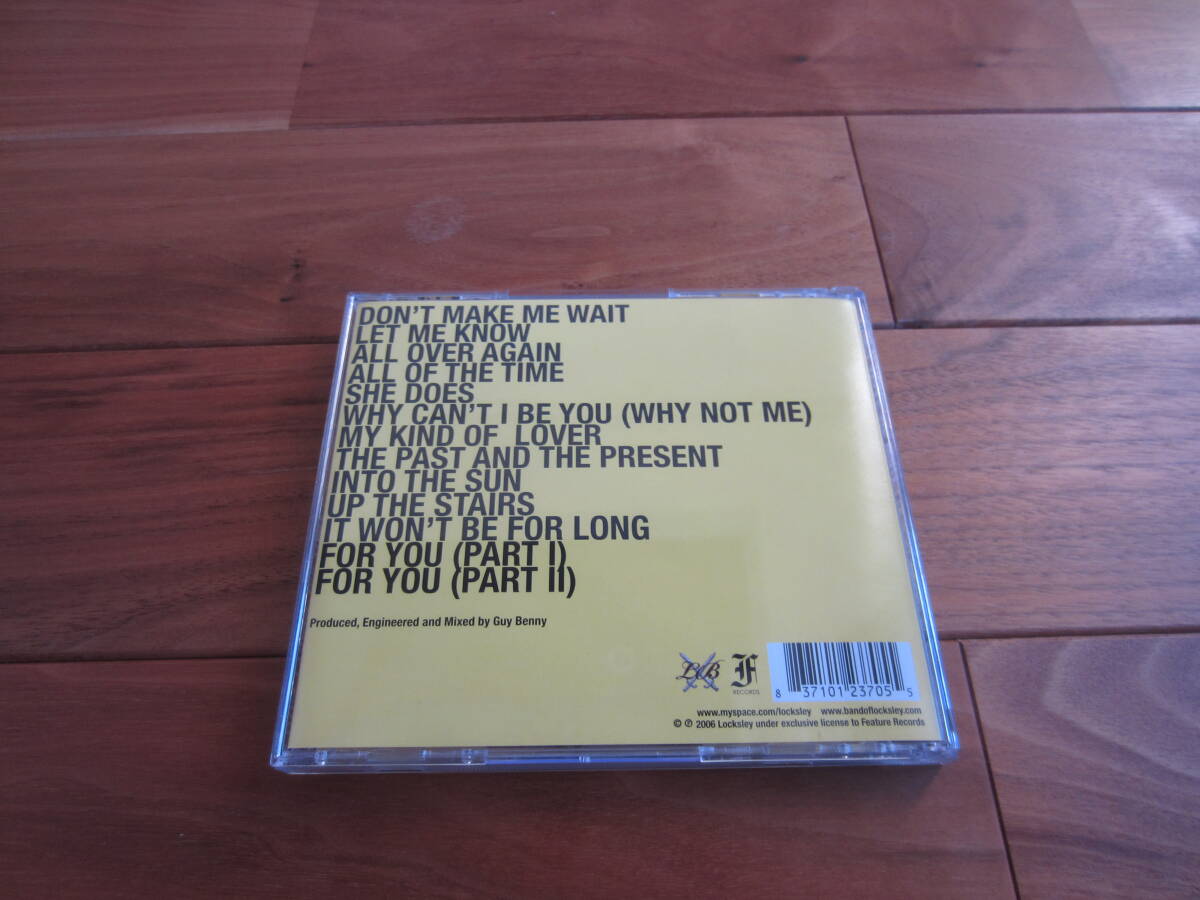 DON'T MAKE ME WAIT
LET ME KNOW
ALL OVER AGAIN
ALL OF THE TIME
SHE DOES
WHY CAN'T I BE YOU (WHY NOT ME)
MY KIND OF LOVER
THE PAST AND THE PRESENT
INTO THE SUN
UP THE STAIRS
IT WON'T BE FOR LONG
FOR YOU (PART I)
FOR YOU (PART II)
Produced, Engineered and Mixed by Guy Benny
F
RECORDS
8 37101 23705 5
www.myspace.com/locksley www.bandoflocksley.com
© ℗ 2006 Locksley under exclusive license to Feature Records